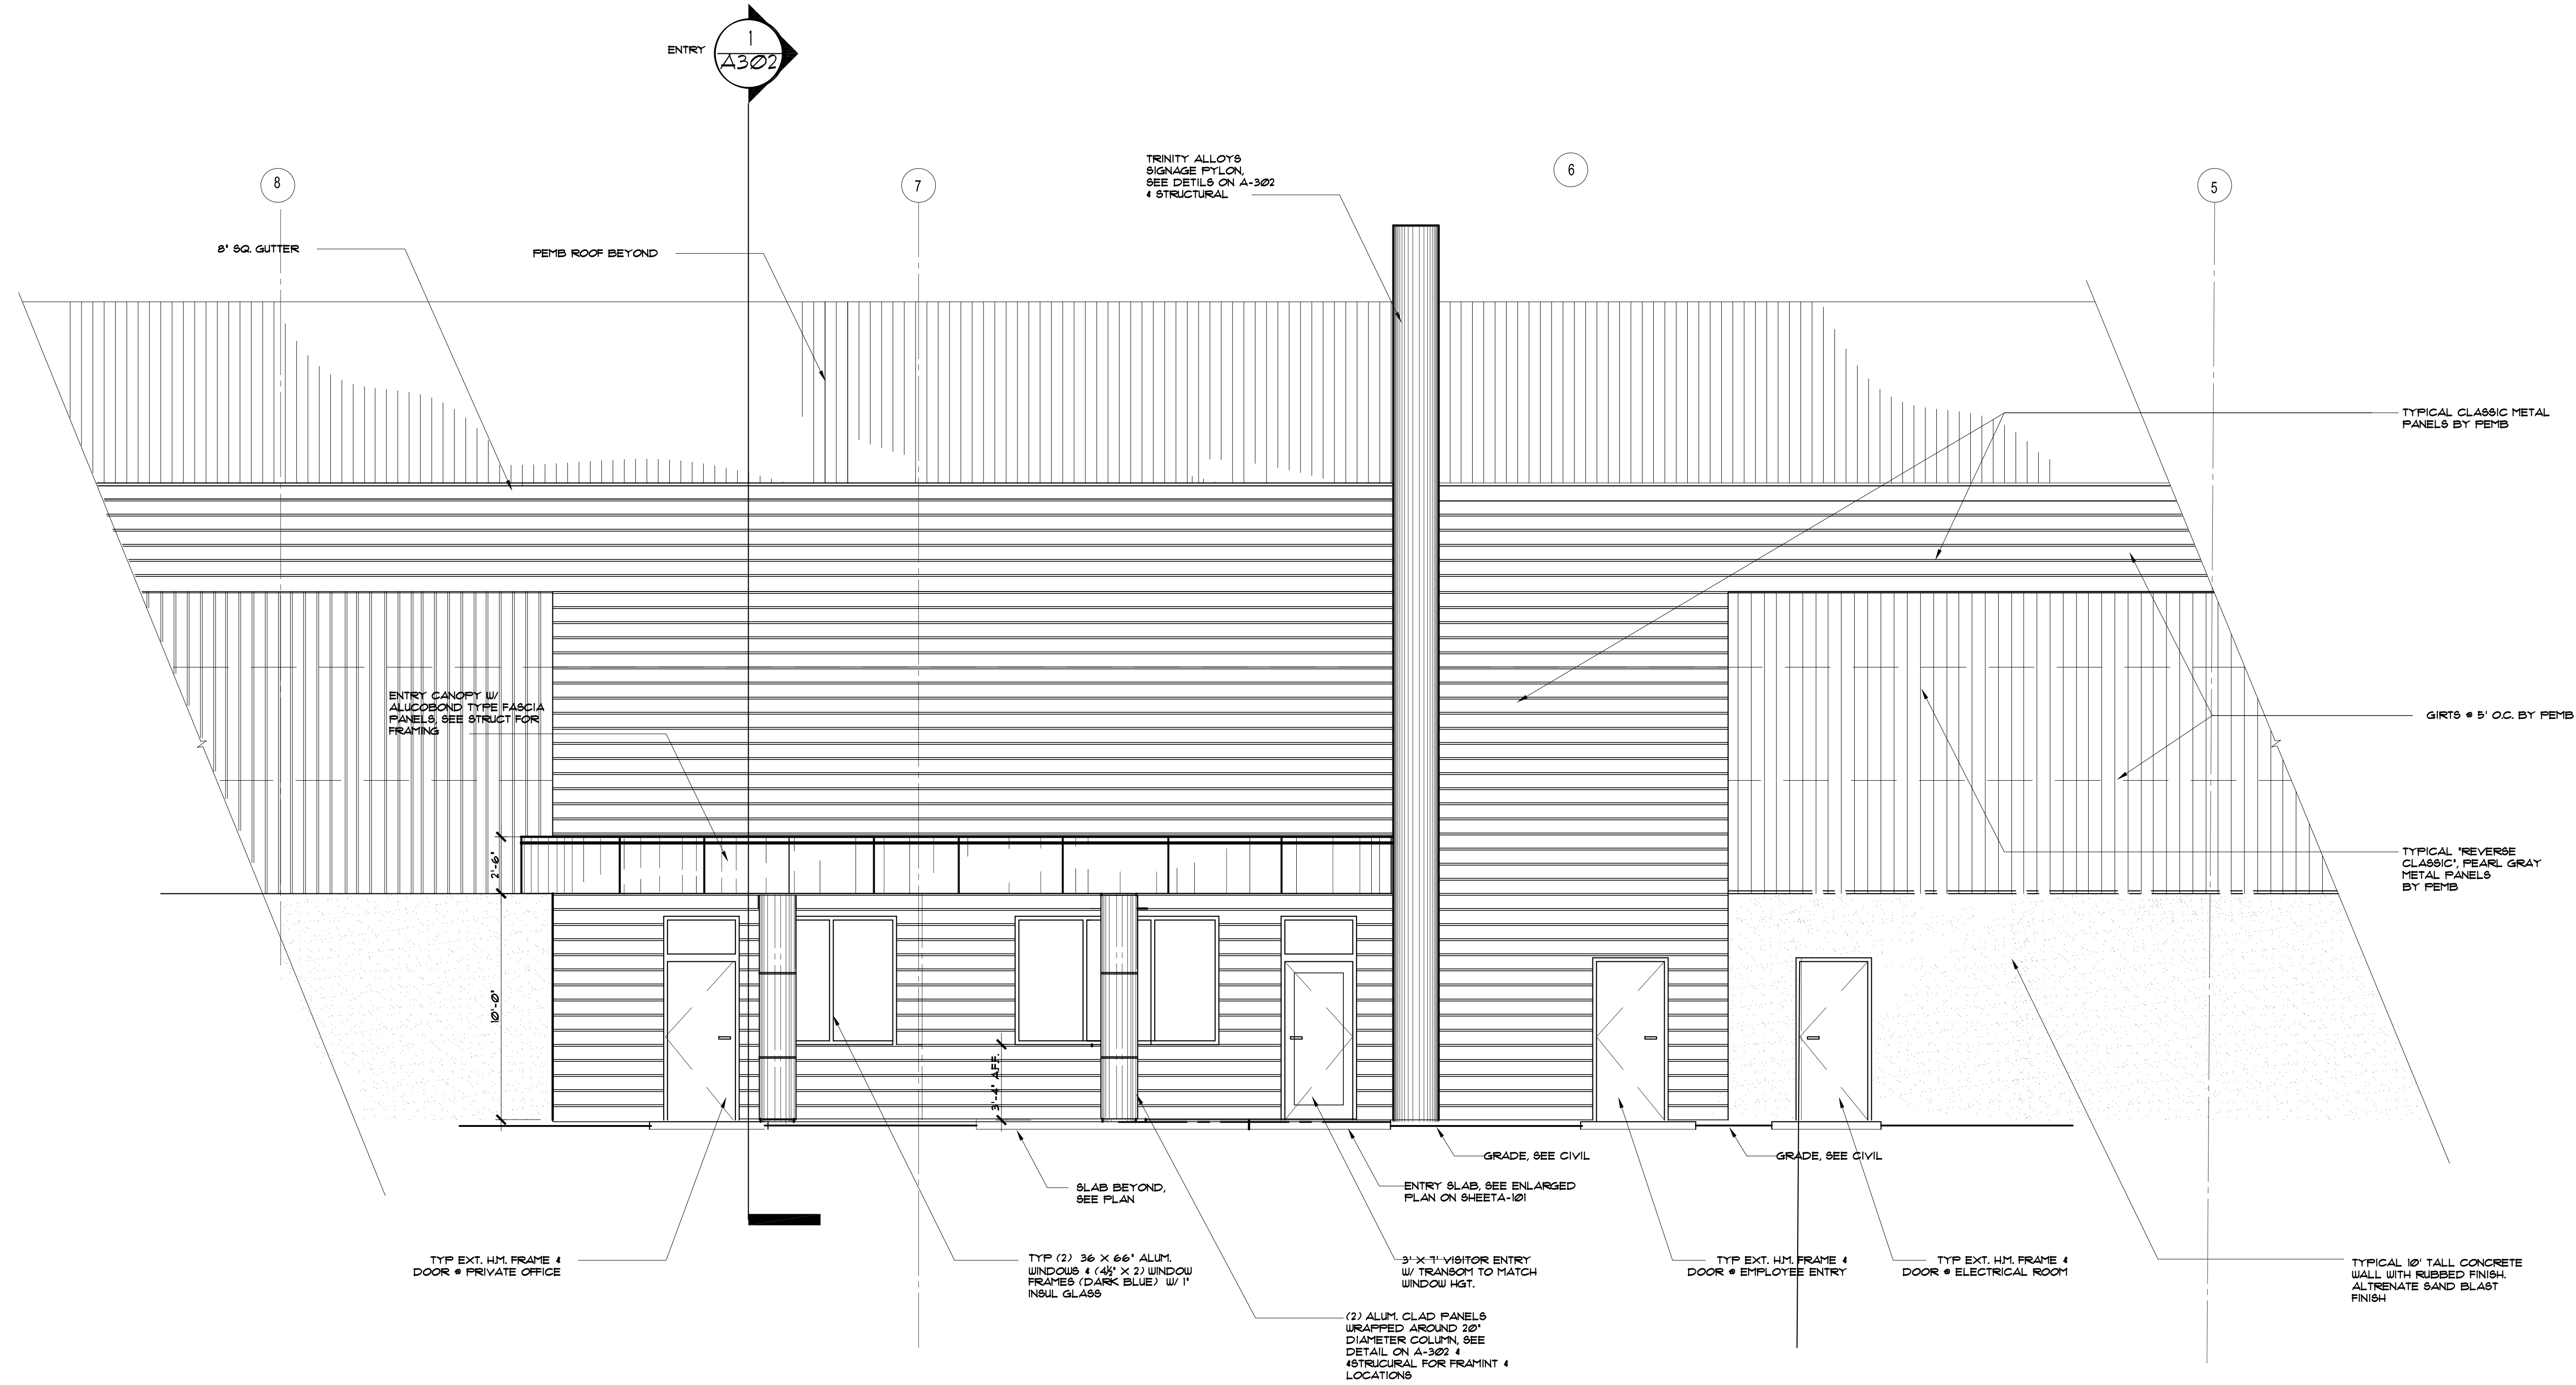 1
ENTRY
A302
TRINITY ALLOYS
SIGNAGE PYLON,
SEE DETILS ON A-302
& STRUCTURAL
8
7
6
5
8" SQ. GUTTER
PEMB ROOF BEYOND
TYPICAL CLASSIC METAL
PANELS BY PEMB
ENTRY CANOPY W/
ALUCOBOND TYPE FASCIA
PANELS, SEE STRUCT FOR
FRAMING
GIRTS @ 5' O.C. BY PEMB
2'-6"
TYPICAL "REVERSE
CLASSIC", PEARL GRAY
METAL PANELS
BY PEMB
10'-0"
3'-4" A.F.F.
GRADE, SEE CIVIL
GRADE, SEE CIVIL
SLAB BEYOND,
SEE PLAN
ENTRY SLAB, SEE ENLARGED
PLAN ON SHEETA-101
TYP EXT. H.M. FRAME &
DOOR @ PRIVATE OFFICE
TYP (2) 36 X 66" ALUM.
WINDOWS & (4½" X 2) WINDOW
FRAMES (DARK BLUE) W/ 1"
INSUL GLASS
3' X 7' VISITOR ENTRY
W/ TRANSOM TO MATCH
WINDOW HGT.
TYP EXT. H.M. FRAME &
DOOR @ EMPLOYEE ENTRY
TYP EXT. H.M. FRAME &
DOOR @ ELECTRICAL ROOM
TYPICAL 10' TALL CONCRETE
WALL WITH RUBBED FINISH.
ALTRENATE SAND BLAST
FINISH
(2) ALUM. CLAD PANELS
WRAPPED AROUND 20"
DIAMETER COLUMN, SEE
DETAIL ON A-302 &
&STRUCURAL FOR FRAMINT &
LOCATIONS